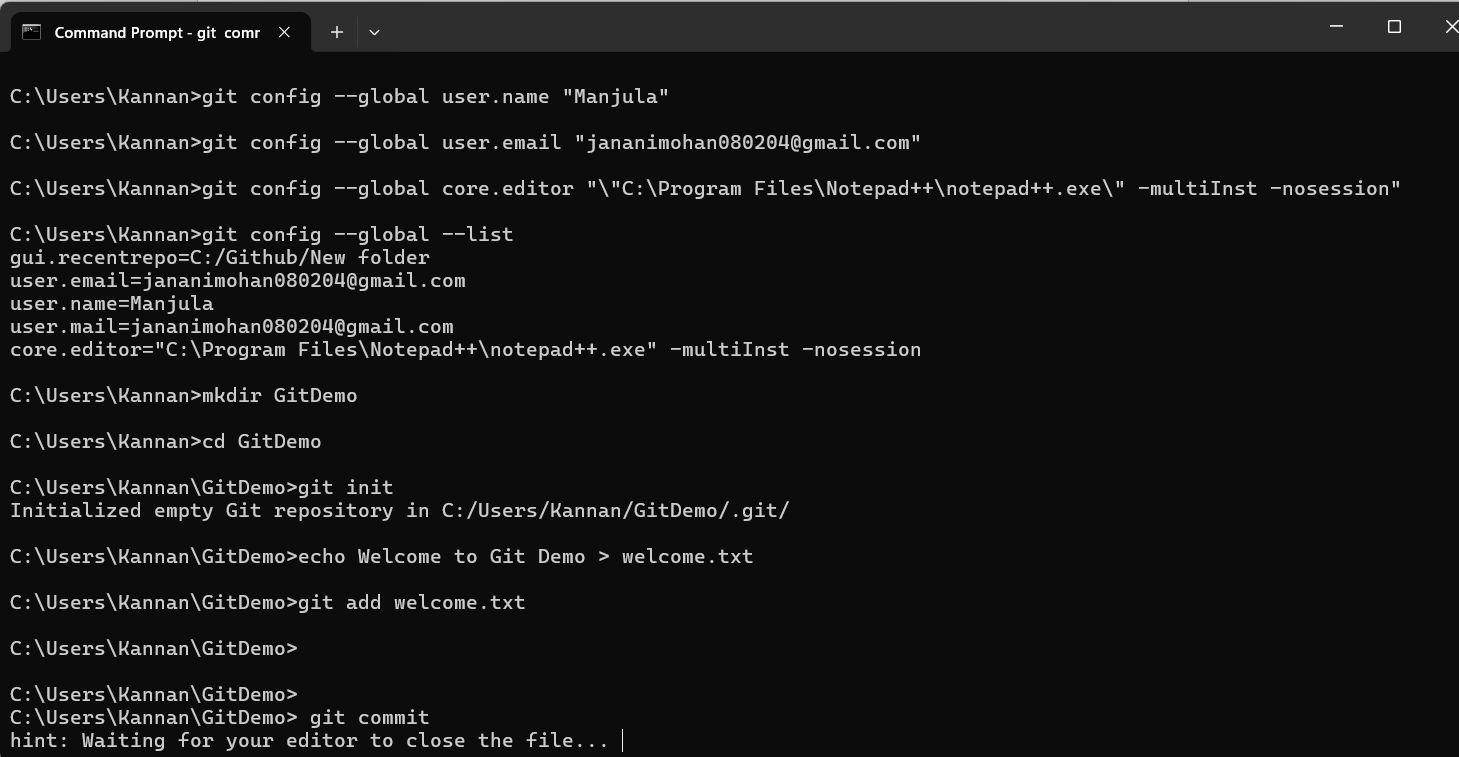 Command Prompt - git  comr
C:\Users\Kannan>git config --global user.name "Manjula"
C:\Users\Kannan>git config --global user.email "jananimohan080204@gmail.com"
C:\Users\Kannan>git config --global core.editor "\"C:\Program Files\Notepad++\notepad++.exe\" -multiInst -nosession"
C:\Users\Kannan>git config --global --list
gui.recentrepo=C:/Github/New folder
user.email=jananimohan080204@gmail.com
user.name=Manjula
user.mail=jananimohan080204@gmail.com
core.editor="C:\Program Files\Notepad++\notepad++.exe" -multiInst -nosession
C:\Users\Kannan>mkdir GitDemo
C:\Users\Kannan>cd GitDemo
C:\Users\Kannan\GitDemo>git init
Initialized empty Git repository in C:/Users/Kannan/GitDemo/.git/
C:\Users\Kannan\GitDemo>echo Welcome to Git Demo > welcome.txt
C:\Users\Kannan\GitDemo>git add welcome.txt
C:\Users\Kannan\GitDemo>
C:\Users\Kannan\GitDemo>
C:\Users\Kannan\GitDemo> git commit
hint: Waiting for your editor to close the file...